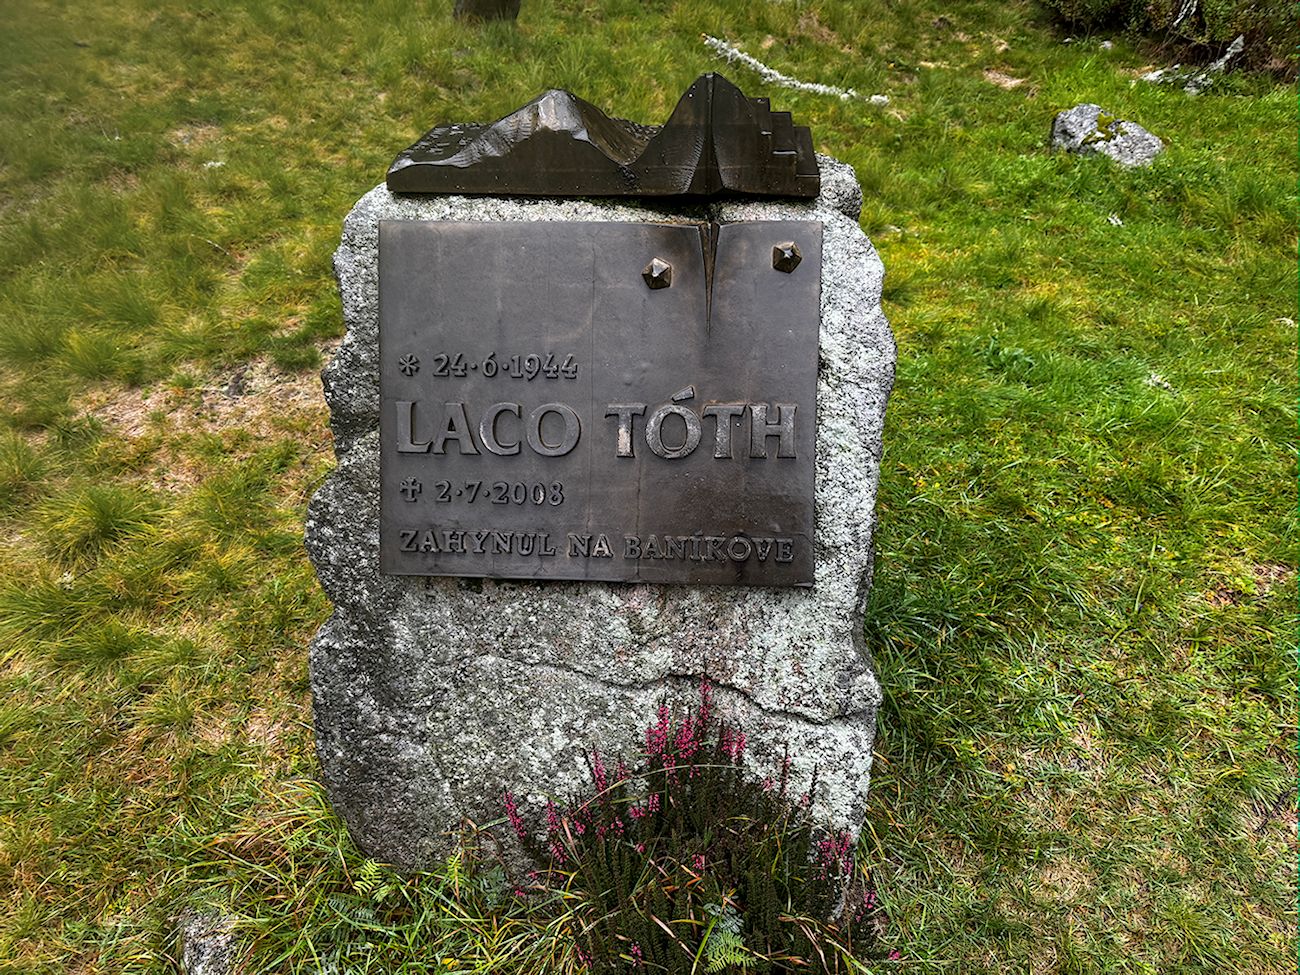 * 24·6·1944
LACO TÓTH
✝ 2·7·2008
ZAHYNUL NA BANÍKOVE